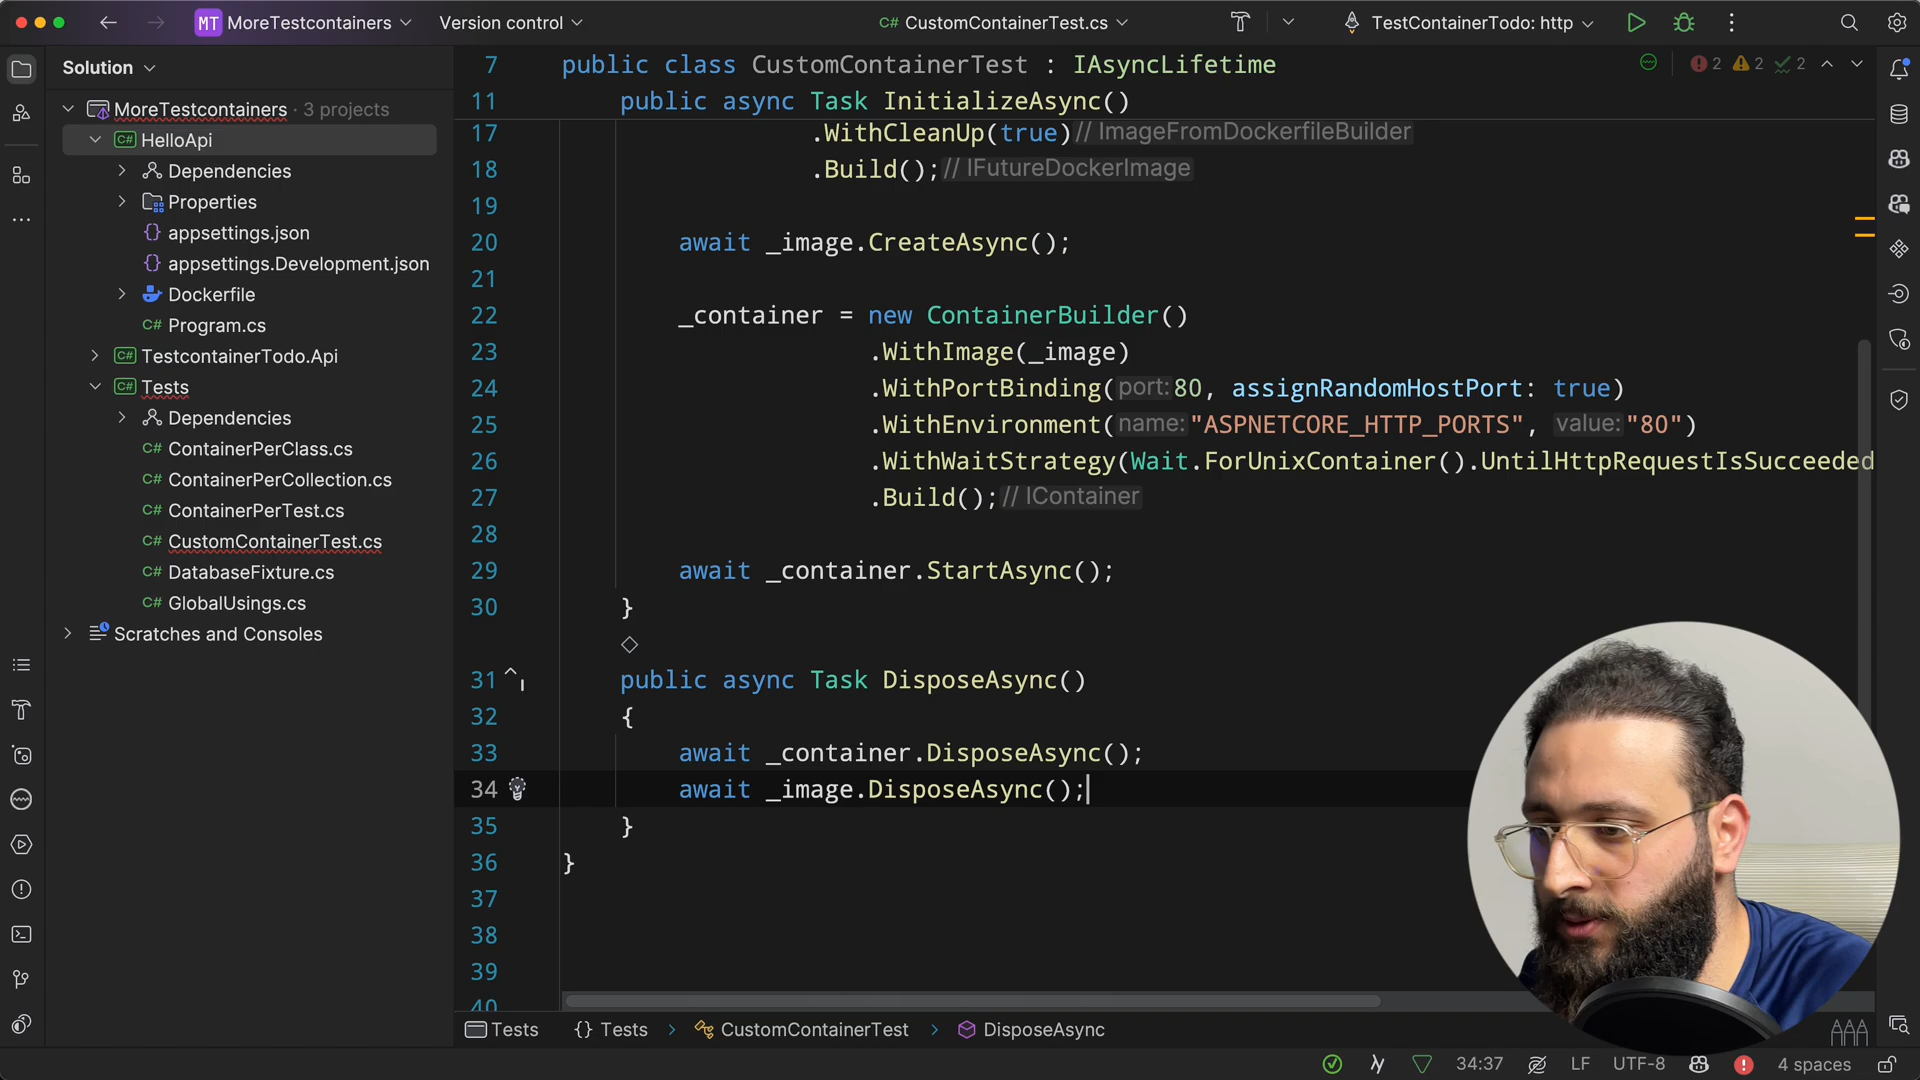 MT MoreTestcontainers Version control C# CustomContainerTest.cs TestContainerTodo: http
Solution
MoreTestcontainers · 3 projects
C# HelloApi
Dependencies
Properties
{} appsettings.json
{} appsettings.Development.json
Dockerfile
C# Program.cs
C# TestcontainerTodo.Api
C# Tests
Dependencies
C# ContainerPerClass.cs
C# ContainerPerCollection.cs
C# ContainerPerTest.cs
C# CustomContainerTest.cs
C# DatabaseFixture.cs
C# GlobalUsings.cs
Scratches and Consoles
7 public class CustomContainerTest : IAsyncLifetime
2 2 2
11 public async Task InitializeAsync()
17 .WithCleanUp(true) // ImageFromDockerfileBuilder
18 .Build(); // IFutureDockerImage
19
20 await _image.CreateAsync();
21
22 _container = new ContainerBuilder()
23 .WithImage(_image)
24 .WithPortBinding( port: 80, assignRandomHostPort: true)
25 .WithEnvironment( name: "ASPNETCORE_HTTP_PORTS", value: "80")
26 .WithWaitStrategy(Wait.ForUnixContainer().UntilHttpRequestIsSucceeded
27 .Build(); // IContainer
28
29 await _container.StartAsync();
30 }
31 public async Task DisposeAsync()
32 {
33 await _container.DisposeAsync();
34 await _image.DisposeAsync();
35 }
36 }
37
38
39
40
Tests {} Tests > CustomContainerTest > DisposeAsync
34:37 LF UTF-8 4 spaces